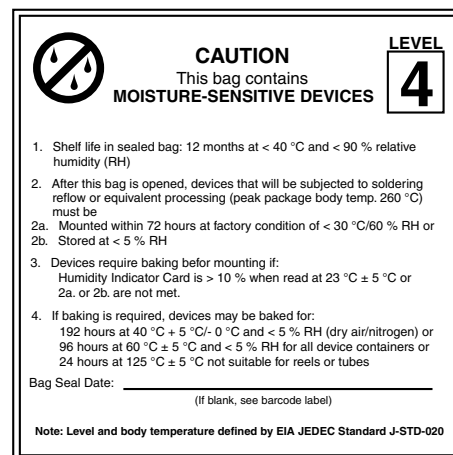 LEVEL
CAUTION
This bag contains
MOISTURE-SENSITIVE DEVICES
4
1. Shelf life in sealed bag: 12 months at < 40 °C and < 90 % relative
humidity (RH)
2. After this bag is opened, devices that will be subjected to soldering
reflow or equivalent processing (peak package body temp. 260 °C)
must be
2a. Mounted within 72 hours at factory condition of < 30 °C/60 % RH or
2b. Stored at < 5 % RH
3. Devices require baking befor mounting if:
Humidity Indicator Card is > 10 % when read at 23 °C ± 5 °C or
2a. or 2b. are not met.
4. If baking is required, devices may be baked for:
192 hours at 40 °C + 5 °C/- 0 °C and < 5 % RH (dry air/nitrogen) or
96 hours at 60 °C ± 5 °C and < 5 % RH for all device containers or
24 hours at 125 °C ± 5 °C not suitable for reels or tubes
Bag Seal Date:
(If blank, see barcode label)
Note: Level and body temperature defined by EIA JEDEC Standard J-STD-020